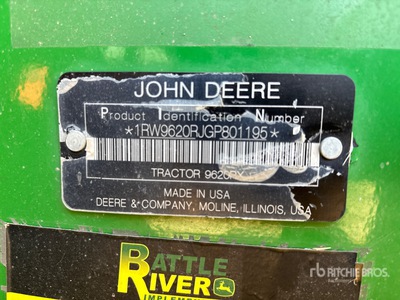 JOHN DEERE
Product Identification Number
*1RW9620RJGP801195*
TRACTOR 9620RX
MADE IN USA
DEERE & COMPANY, MOLINE, ILLINOIS, USA
BATTLE
RIVER
IMPLEMENTS
rb RITCHIE BROS.